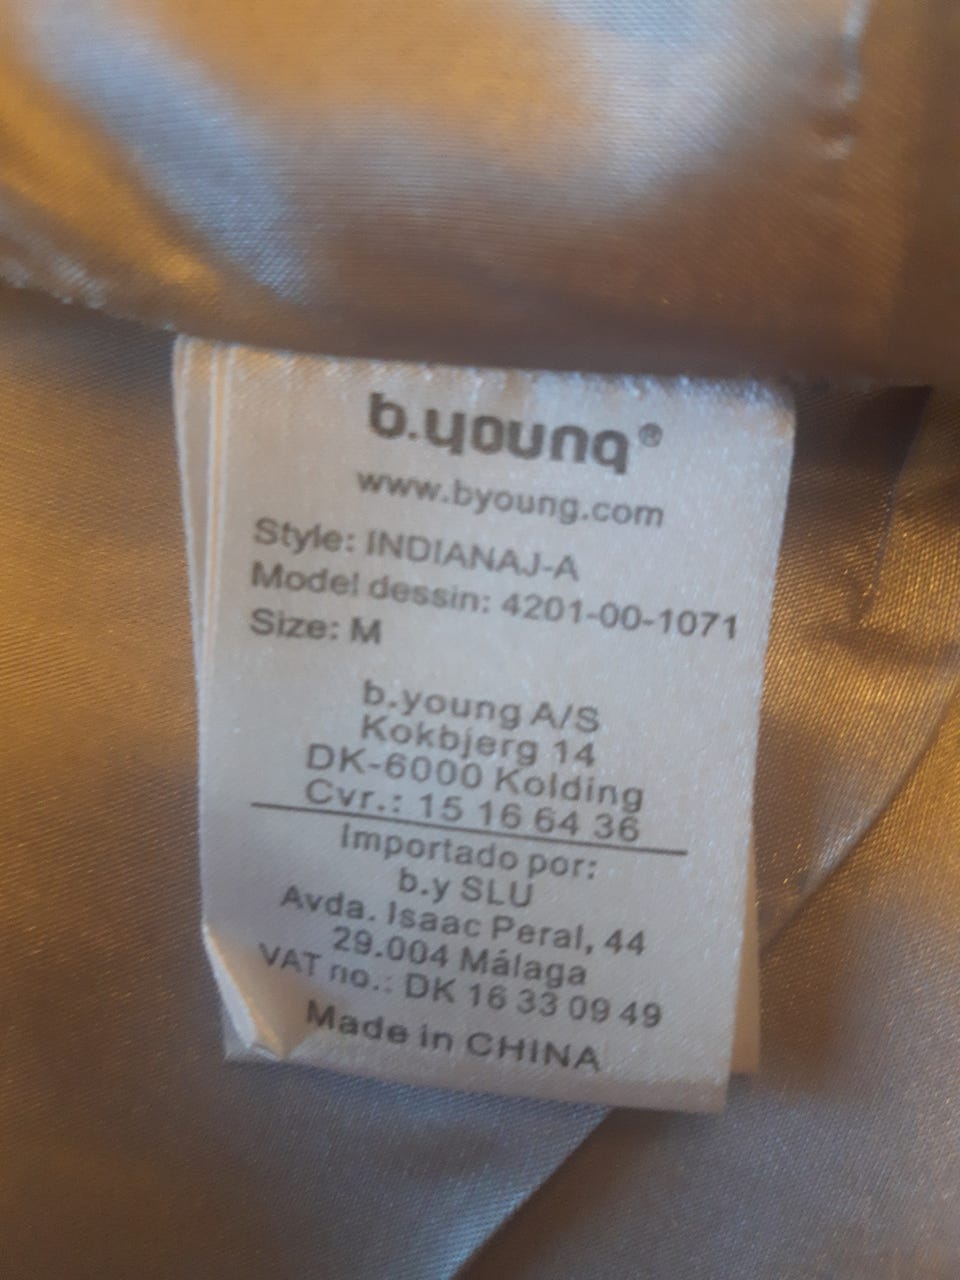 b.young®
www.byoung.com
Style: INDIANAJ-A
Model dessin: 4201-00-1071
Size: M
b.young A/S
Kokbjerg 14
DK-6000 Kolding
Cvr.: 15 16 64 36
Importado por:
b.y SLU
Avda. Isaac Peral, 44
29.004 Málaga
VAT no.: DK 16 33 09 49
Made in CHINA